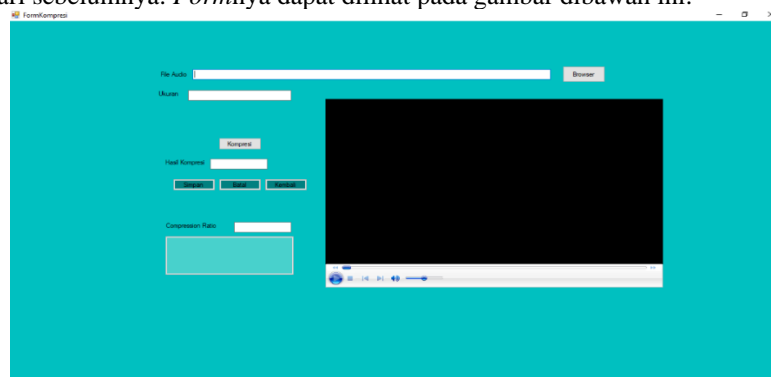 ari sebelumnya. Formnya dapat dilihat pada gambar dibawah ini.
FormKompresi
File Audio
Browser
Ukuran
Kompresi
Hasil Kompresi
Simpan Batal Kembali
Compression Ratio